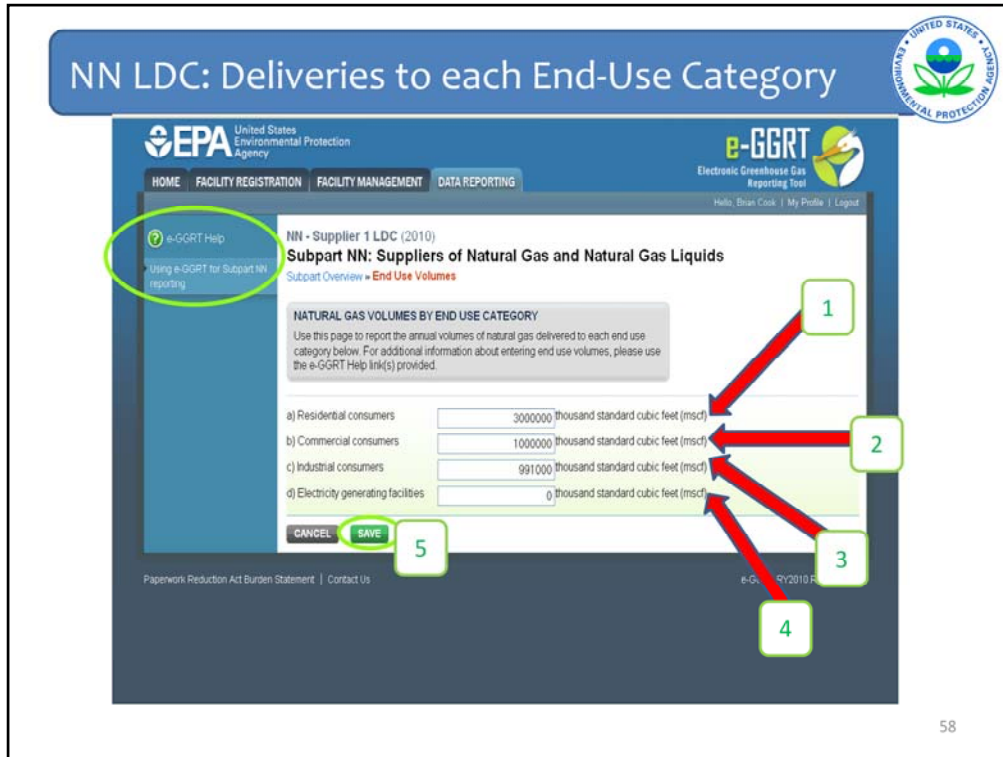 NN LDC: Deliveries to each End-Use Category
UNITED STATES
ENVIRONMENTAL PROTECTION AGENCY
EPA United States
Environmental Protection
Agency
e-GGRT
Electronic Greenhouse Gas
Reporting Tool
HOME FACILITY REGISTRATION FACILITY MANAGEMENT DATA REPORTING
Hello, Brian Cook | My Profile | Logout
? e-GGRT Help
Using e-GGRT for Subpart NN
reporting
NN - Supplier 1 LDC (2010)
Subpart NN: Suppliers of Natural Gas and Natural Gas Liquids
Subpart Overview » End Use Volumes
NATURAL GAS VOLUMES BY END USE CATEGORY
Use this page to report the annual volumes of natural gas delivered to each end use
category below. For additional information about entering end use volumes, please use
the e-GGRT Help link(s) provided.
1
a) Residential consumers 3000000 thousand standard cubic feet (mscf)
b) Commercial consumers 1000000 thousand standard cubic feet (mscf)
2
c) Industrial consumers 991000 thousand standard cubic feet (mscf)
d) Electricity generating facilities 0 thousand standard cubic feet (mscf)
CANCEL SAVE
5
3
Paperwork Reduction Act Burden Statement | Contact Us
RY2010
4
58